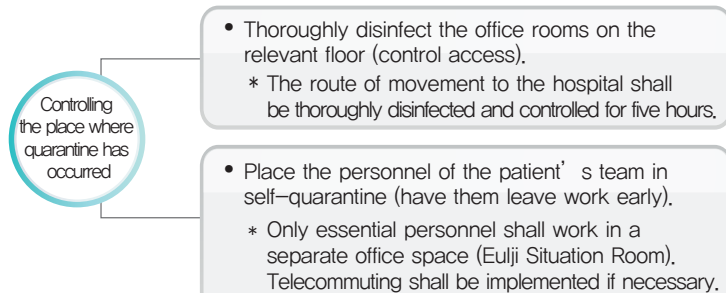 Controlling
the place where
quarantine has
occurred
• Thoroughly disinfect the office rooms on the
relevant floor (control access).
* The route of movement to the hospital shall
be thoroughly disinfected and controlled for five hours.
• Place the personnel of the patient’ s team in
self-quarantine (have them leave work early).
* Only essential personnel shall work in a
separate office space (Eulji Situation Room).
Telecommuting shall be implemented if necessary.